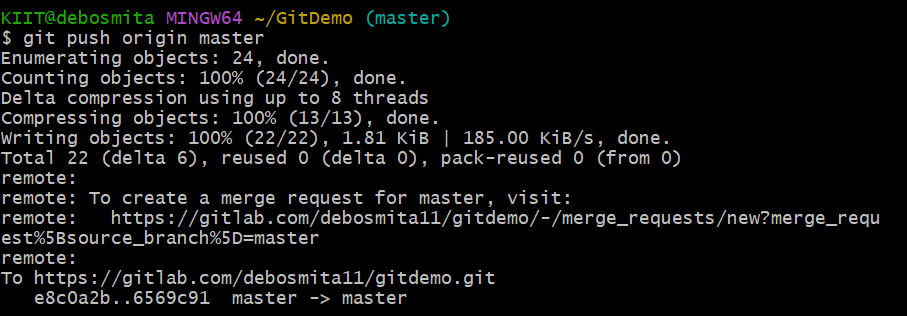 KIIT@debosmita MINGW64 ~/GitDemo (master)
$ git push origin master
Enumerating objects: 24, done.
Counting objects: 100% (24/24), done.
Delta compression using up to 8 threads
Compressing objects: 100% (13/13), done.
Writing objects: 100% (22/22), 1.81 KiB | 185.00 KiB/s, done.
Total 22 (delta 6), reused 0 (delta 0), pack-reused 0 (from 0)
remote:
remote: To create a merge request for master, visit:
remote:   https://gitlab.com/debosmita11/gitdemo/-/merge_requests/new?merge_requ
est%5Bsource_branch%5D=master
remote:
To https://gitlab.com/debosmita11/gitdemo.git
   e8c0a2b..6569c91  master -> master